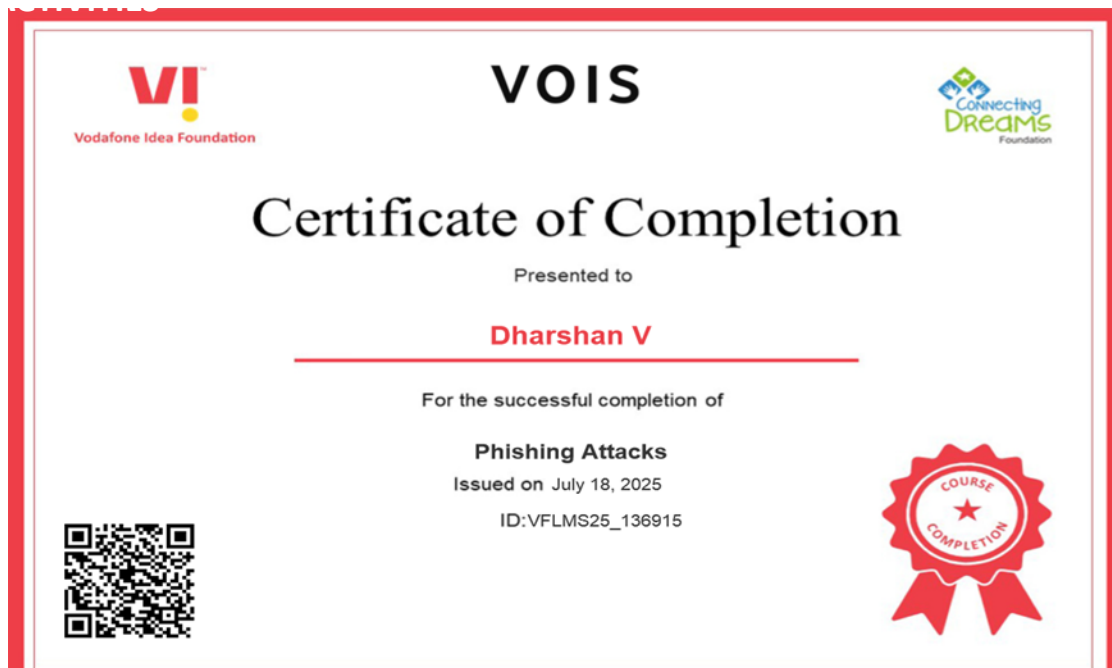 VI
Vodafone Idea Foundation
VOIS
Connecting
Dreams
Foundation
Certificate of Completion
Presented to
Dharshan V
For the successful completion of
Phishing Attacks
Issued on July 18, 2025
ID:VFLMS25_136915
COURSE
COMPLETION